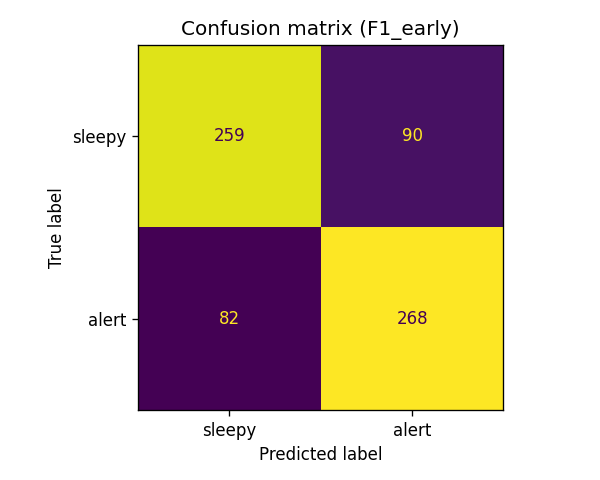 Confusion matrix (F1_early)
sleepy
259
90
True label
alert
82
268
sleepy
alert
Predicted label